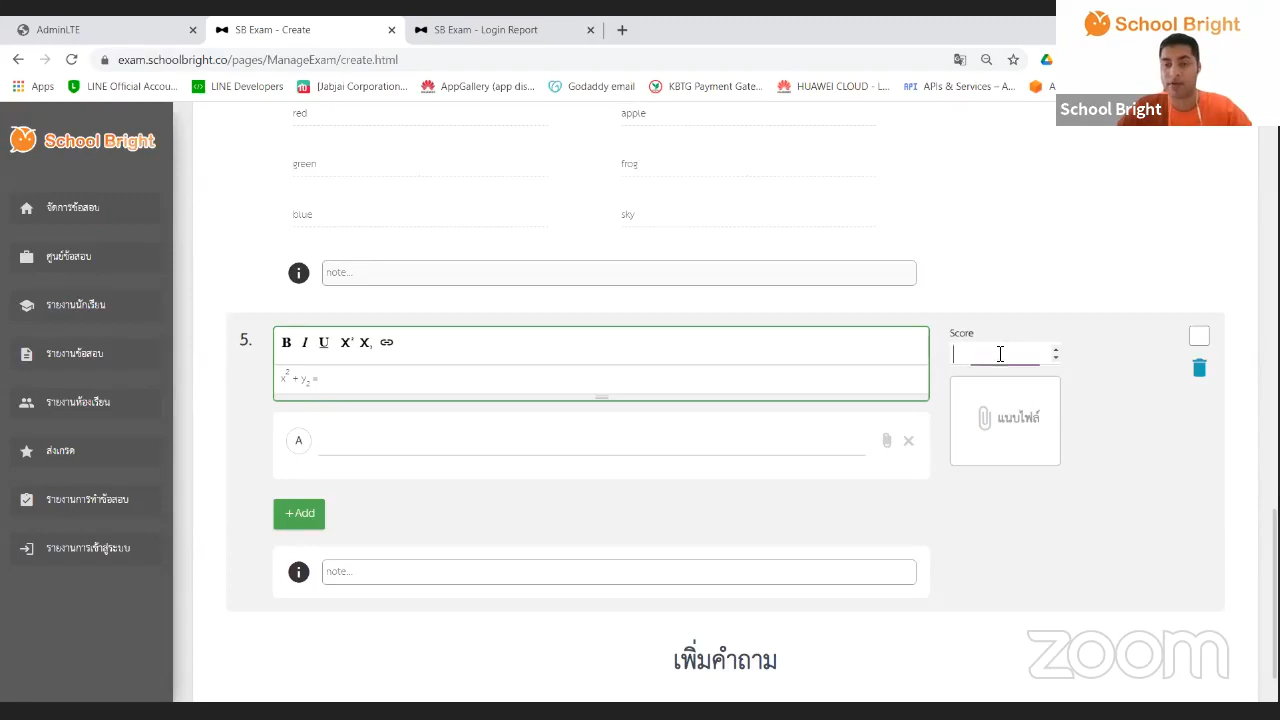 AdminLTE
SB Exam - Create
SB Exam - Login Report
School Bright
exam.schoolbright.co/pages/ManageExam/create.html
Apps
LINE Official Accou...
LINE Developers
Jabjai Corporation...
AppGallery (app dis...
Godaddy email
KBTG Payment Gate...
HUAWEI CLOUD - L...
API APIs & Services – A...
School Bright
School Bright
red
apple
green
frog
blue
sky
จัดการข้อสอบ
ศูนย์ข้อสอบ
รายงานนักเรียน
รายงานข้อสอบ
รายงานห้องเรียน
ส่งเกรด
รายงานการทำข้อสอบ
รายงานการเข้าสู่ระบบ
i note...
5.
B I U X² X₁
Score
x² + y₂ =
แนบไฟล์
A
+Add
i note...
เพิ่มคำถาม
zoom